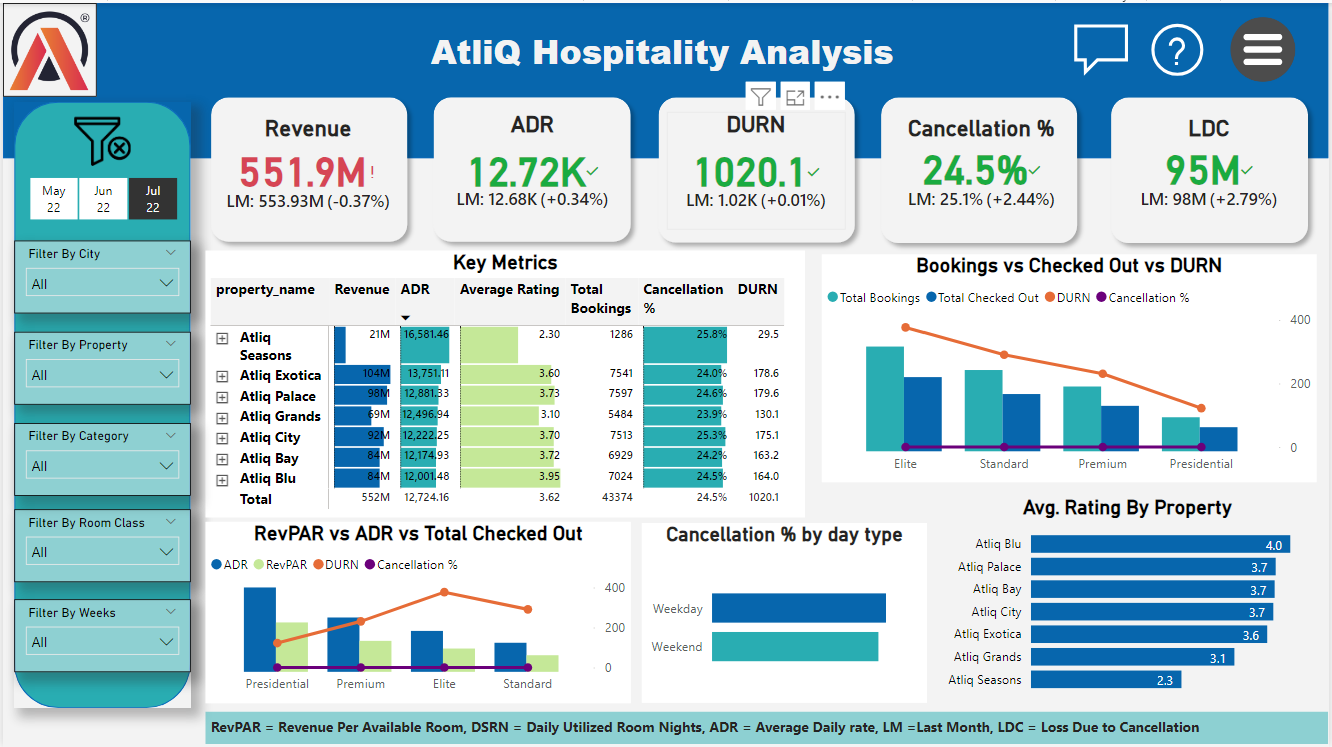 ®
AtliQ Hospitality Analysis
?
May 22
Jun 22
Jul 22
Filter By City
All
Filter By Property
All
Filter By Category
All
Filter By Room Class
All
Filter By Weeks
All
Revenue
551.9M!
LM: 553.93M (-0.37%)
ADR
12.72K
LM: 12.68K (+0.34%)
DURN
1020.1
LM: 1.02K (+0.01%)
Cancellation %
24.5%
LM: 25.1% (+2.44%)
LDC
95M
LM: 98M (+2.79%)
Key Metrics
property_name Revenue ADR Average Rating Total Bookings Cancellation % DURN
Atliq Seasons 21M 16,581.46 2.30 1286 25.8% 29.5
Atliq Exotica 104M 13,751.11 3.60 7541 24.0% 178.6
Atliq Palace 98M 12,881.33 3.73 7597 24.6% 179.6
Atliq Grands 69M 12,496.94 3.10 5484 23.9% 130.1
Atliq City 92M 12,222.25 3.70 7513 25.3% 175.1
Atliq Bay 84M 12,174.93 3.72 6929 24.2% 163.2
Atliq Blu 84M 12,001.48 3.95 7024 24.5% 164.0
Total 552M 12,724.16 3.62 43374 24.5% 1020.1
Bookings vs Checked Out vs DURN
Total Bookings Total Checked Out DURN Cancellation %
400
200
0
Elite Standard Premium Presidential
RevPAR vs ADR vs Total Checked Out
ADR RevPAR DURN Cancellation %
400
200
0
Presidential Premium Elite Standard
Cancellation % by day type
Weekday
Weekend
Avg. Rating By Property
Atliq Blu 4.0
Atliq Palace 3.7
Atliq Bay 3.7
Atliq City 3.7
Atliq Exotica 3.6
Atliq Grands 3.1
Atliq Seasons 2.3
RevPAR = Revenue Per Available Room, DSRN = Daily Utilized Room Nights, ADR = Average Daily rate, LM =Last Month, LDC = Loss Due to Cancellation